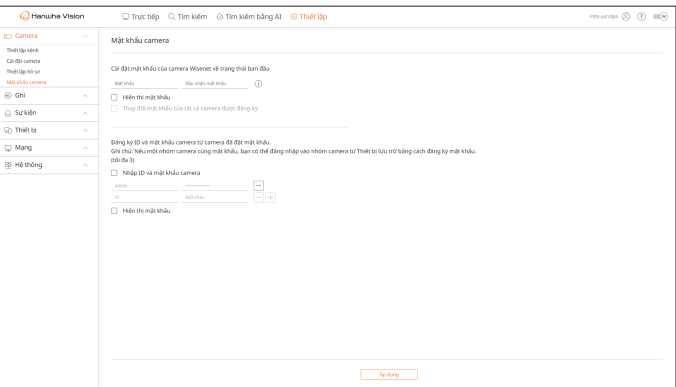 Hanwha Vision
Trực tiếp
Tìm kiếm
Tìm kiếm bằng AI
Thiết lập
PRN-6410B4
Camera
Thiết lập kênh
Cài đặt camera
Thiết lập hồ sơ
Mật khẩu camera
Ghi
Sự kiện
Thiết bị
Mạng
Hệ thống
Mật khẩu camera
Cài đặt mật khẩu của camera Wisenet về trạng thái ban đầu
Mật khẩu
Xác nhận mật khẩu
Hiển thị mật khẩu
Thay đổi mật khẩu của tất cả camera được đăng ký
Đăng ký ID và mật khẩu camera từ camera đã đặt mật khẩu.
Ghi chú: Nếu một nhóm camera cùng mật khẩu, bạn có thể đăng nhập vào nhóm camera từ Thiết bị lưu trữ bằng cách đăng ký mật khẩu.
(tối đa 3)
Nhập ID và mật khẩu camera
admin
ID
Mật khẩu
Hiển thị mật khẩu
Áp dụng